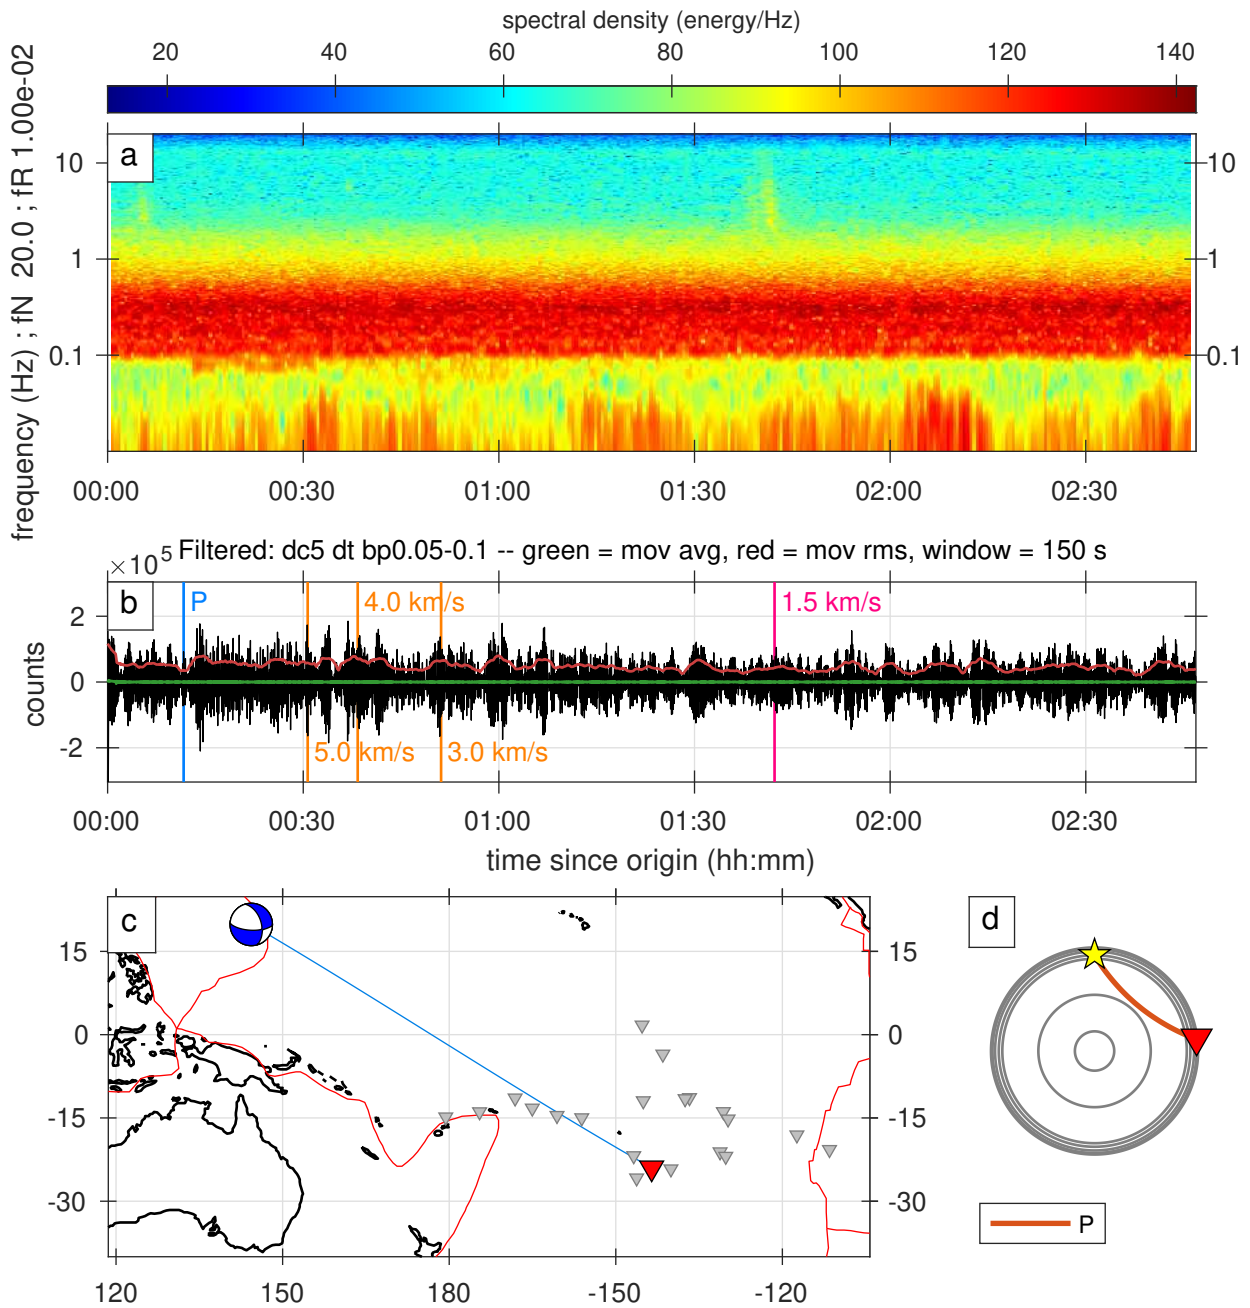 spectral density (energy/Hz)
20 40 60 80 100 120 140
frequency (Hz) ; fN 20.0 ; fR 1.00e-02
a
10 10
1 1
0.1 0.1
00:00 00:30 01:00 01:30 02:00 02:30
×10^5 Filtered: dc5 dt bp0.05-0.1 -- green = mov avg, red = mov rms, window = 150 s
b
P 4.0 km/s 1.5 km/s
2
0
-2
counts
5.0 km/s 3.0 km/s
00:00 00:30 01:00 01:30 02:00 02:30
time since origin (hh:mm)
c
15 15
0 0
-15 -15
-30 -30
120 150 180 -150 -120
d
P